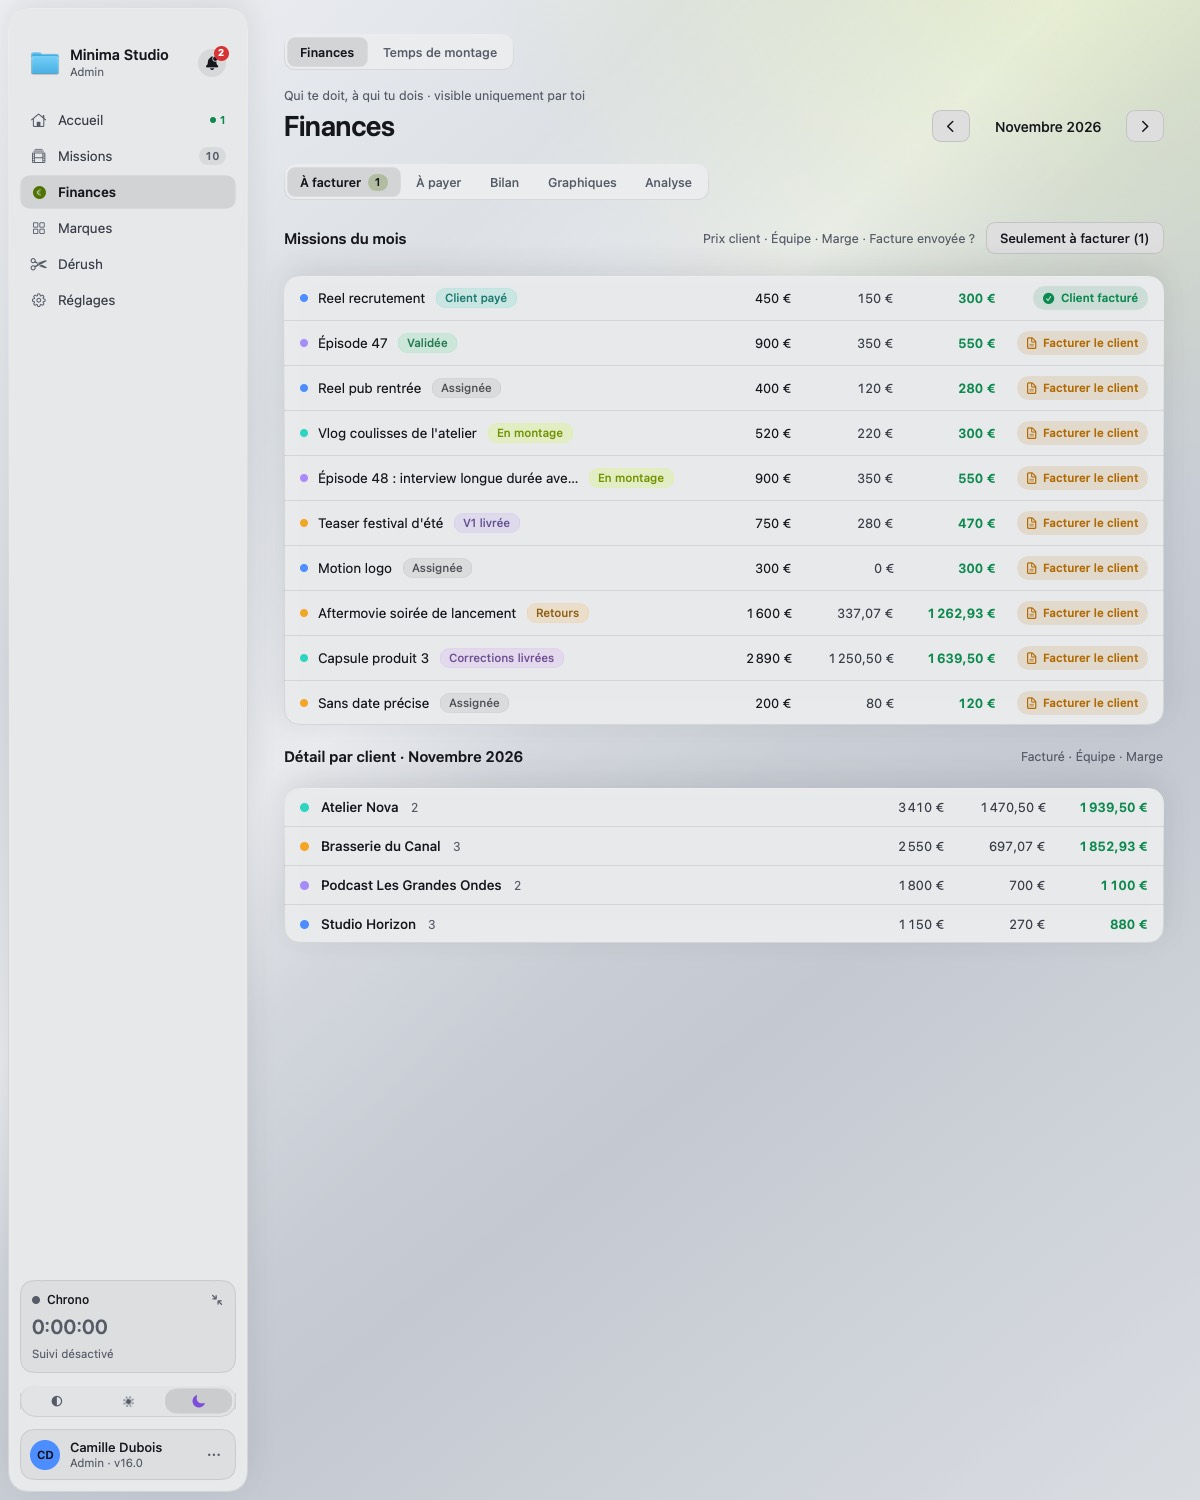 Minima Studio
Admin
2
Accueil
1
Missions
10
Finances
Marques
Dérush
Réglages
Chrono
0:00:00
Suivi désactivé
CD
Camille Dubois
Admin · v16.0
Finances
Temps de montage
Qui te doit, à qui tu dois · visible uniquement par toi
Finances
Novembre 2026
À facturer 1
À payer
Bilan
Graphiques
Analyse
Missions du mois
Prix client · Équipe · Marge · Facture envoyée ?
Seulement à facturer (1)
Reel recrutement Client payé 450 € 150 € 300 € Client facturé
Épisode 47 Validée 900 € 350 € 550 € Facturer le client
Reel pub rentrée Assignée 400 € 120 € 280 € Facturer le client
Vlog coulisses de l'atelier En montage 520 € 220 € 300 € Facturer le client
Épisode 48 : interview longue durée ave… En montage 900 € 350 € 550 € Facturer le client
Teaser festival d'été V1 livrée 750 € 280 € 470 € Facturer le client
Motion logo Assignée 300 € 0 € 300 € Facturer le client
Aftermovie soirée de lancement Retours 1 600 € 337,07 € 1 262,93 € Facturer le client
Capsule produit 3 Corrections livrées 2 890 € 1 250,50 € 1 639,50 € Facturer le client
Sans date précise Assignée 200 € 80 € 120 € Facturer le client
Détail par client · Novembre 2026
Facturé · Équipe · Marge
Atelier Nova 2 3 410 € 1 470,50 € 1 939,50 €
Brasserie du Canal 3 2 550 € 697,07 € 1 852,93 €
Podcast Les Grandes Ondes 2 1 800 € 700 € 1 100 €
Studio Horizon 3 1 150 € 270 € 880 €